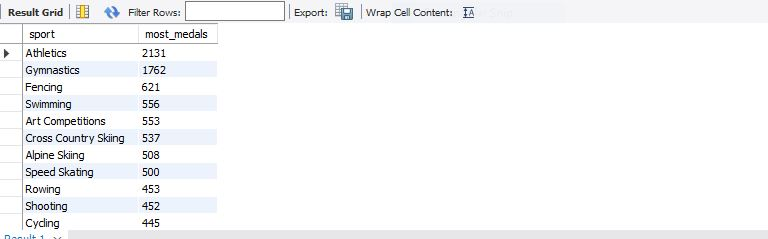 Result Grid Filter Rows: Export: Wrap Cell Content:
sport most_medals
Athletics 2131
Gymnastics 1762
Fencing 621
Swimming 556
Art Competitions 553
Cross Country Skiing 537
Alpine Skiing 508
Speed Skating 500
Rowing 453
Shooting 452
Cycling 445
Result 1